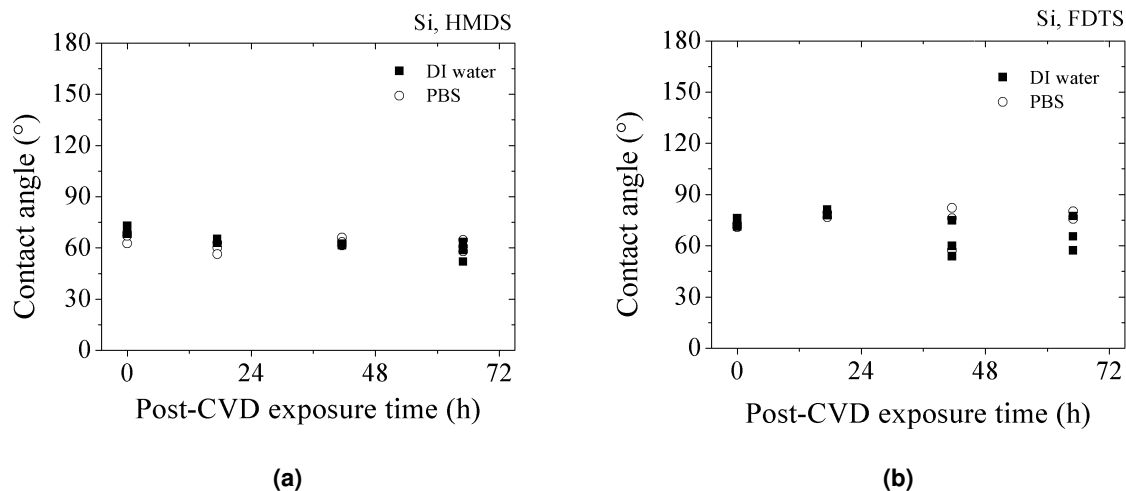 Si, HMDS
180
150
120
90
60
30
0
Contact angle (°)
DI water
PBS
0 24 48 72
Post-CVD exposure time (h)
(a)
Si, FDTS
180
150
120
90
60
30
0
Contact angle (°)
DI water
PBS
0 24 48 72
Post-CVD exposure time (h)
(b)